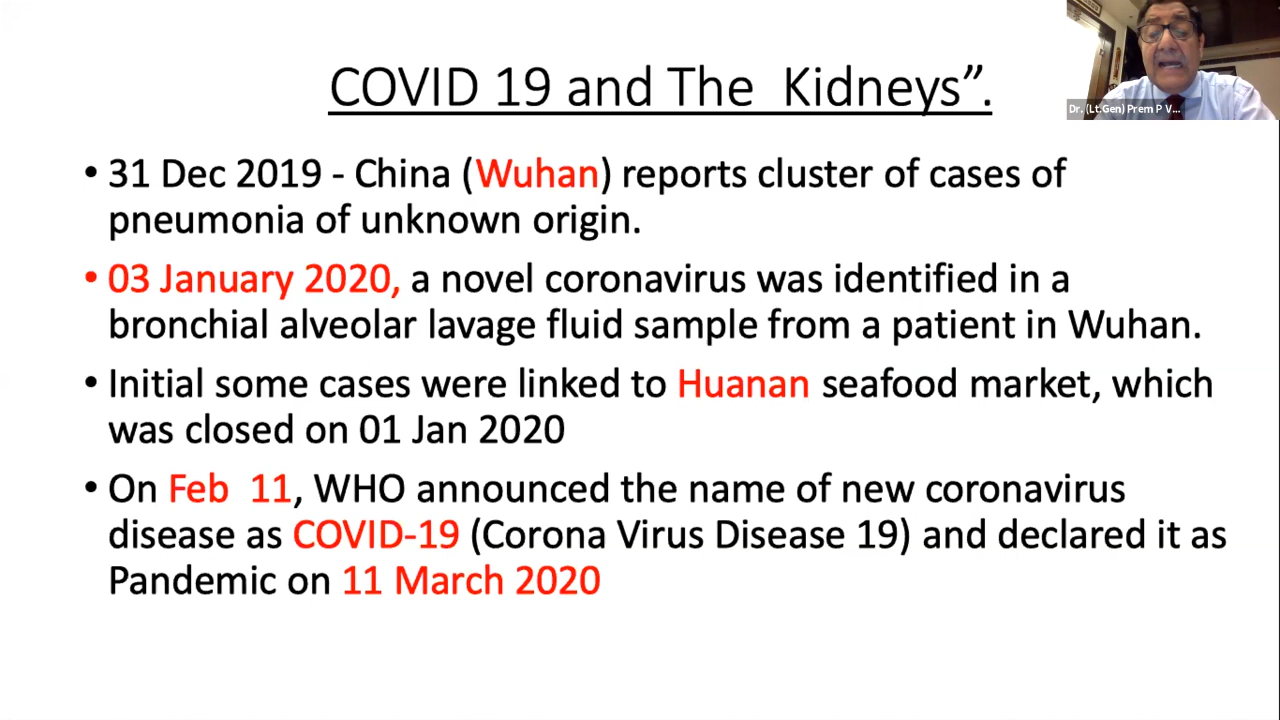 COVID 19 and The Kidneys”.
Dr. (Lt.Gen) Prem P V...
• 31 Dec 2019 - China (Wuhan) reports cluster of cases of
pneumonia of unknown origin.
• 03 January 2020, a novel coronavirus was identified in a
bronchial alveolar lavage fluid sample from a patient in Wuhan.
• Initial some cases were linked to Huanan seafood market, which
was closed on 01 Jan 2020
• On Feb 11, WHO announced the name of new coronavirus
disease as COVID-19 (Corona Virus Disease 19) and declared it as
Pandemic on 11 March 2020